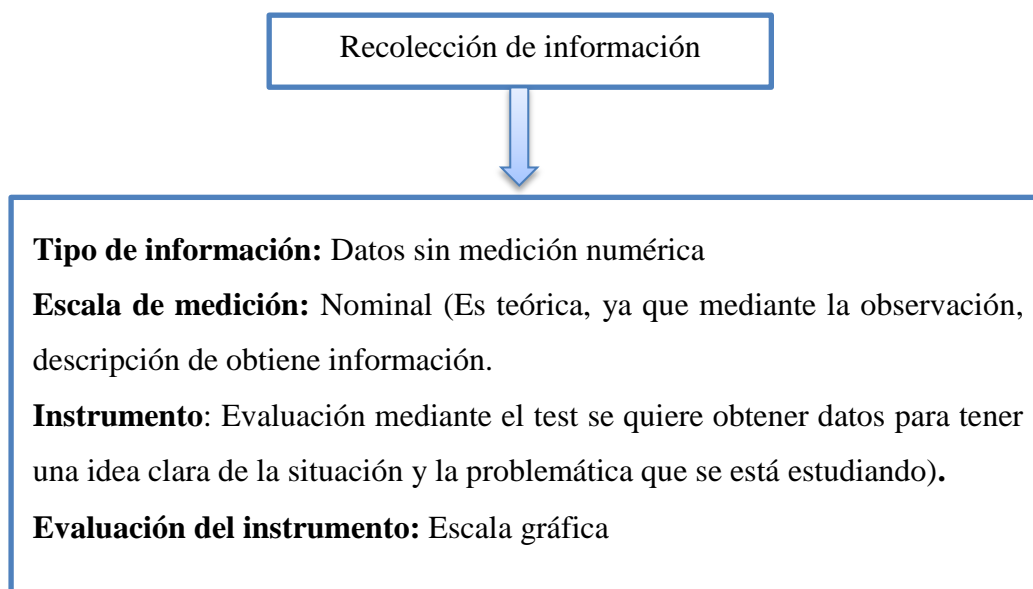 Recolección de información
Tipo de información: Datos sin medición numérica
Escala de medición: Nominal (Es teórica, ya que mediante la observación,
descripción de obtiene información.
Instrumento: Evaluación mediante el test se quiere obtener datos para tener
una idea clara de la situación y la problemática que se está estudiando).
Evaluación del instrumento: Escala gráfica